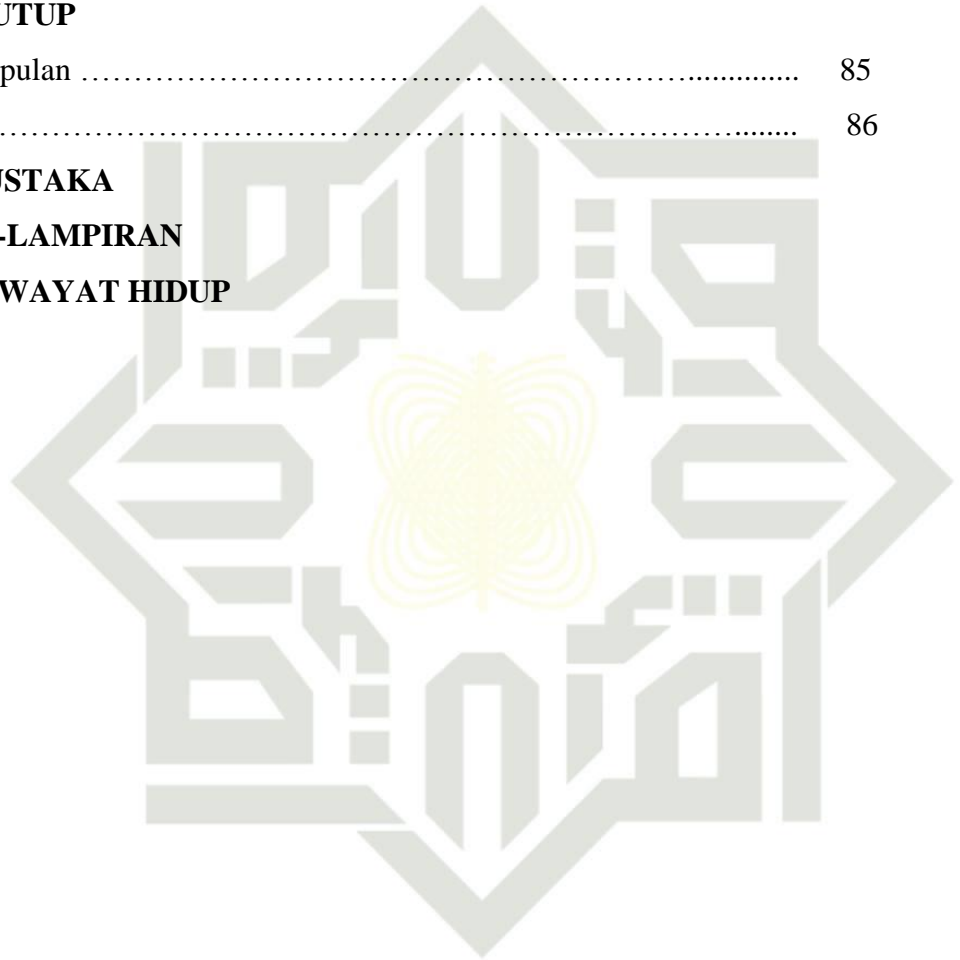 UTUP
pulan ……………………………………………………….............. 85
…………………………………………………………………........ 86
USTAKA
-LAMPIRAN
WAYAT HIDUP